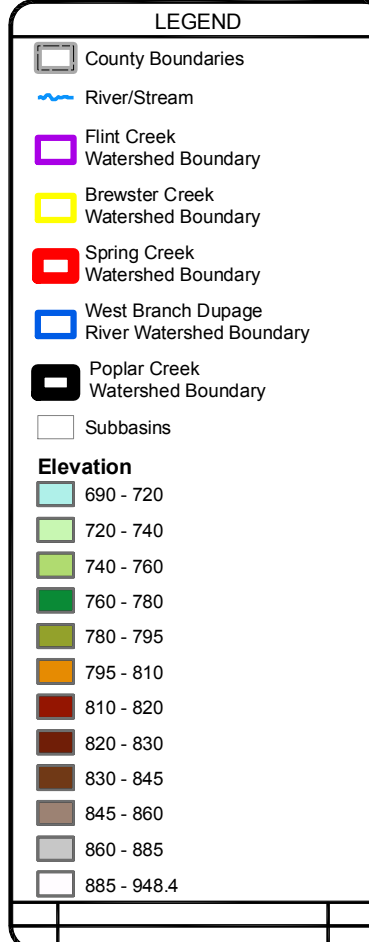 LEGEND
County Boundaries
River/Stream
Flint Creek
Watershed Boundary
Brewster Creek
Watershed Boundary
Spring Creek
Watershed Boundary
West Branch Dupage
River Watershed Boundary
Poplar Creek
Watershed Boundary
Subbasins
Elevation
690 - 720
720 - 740
740 - 760
760 - 780
780 - 795
795 - 810
810 - 820
820 - 830
830 - 845
845 - 860
860 - 885
885 - 948.4